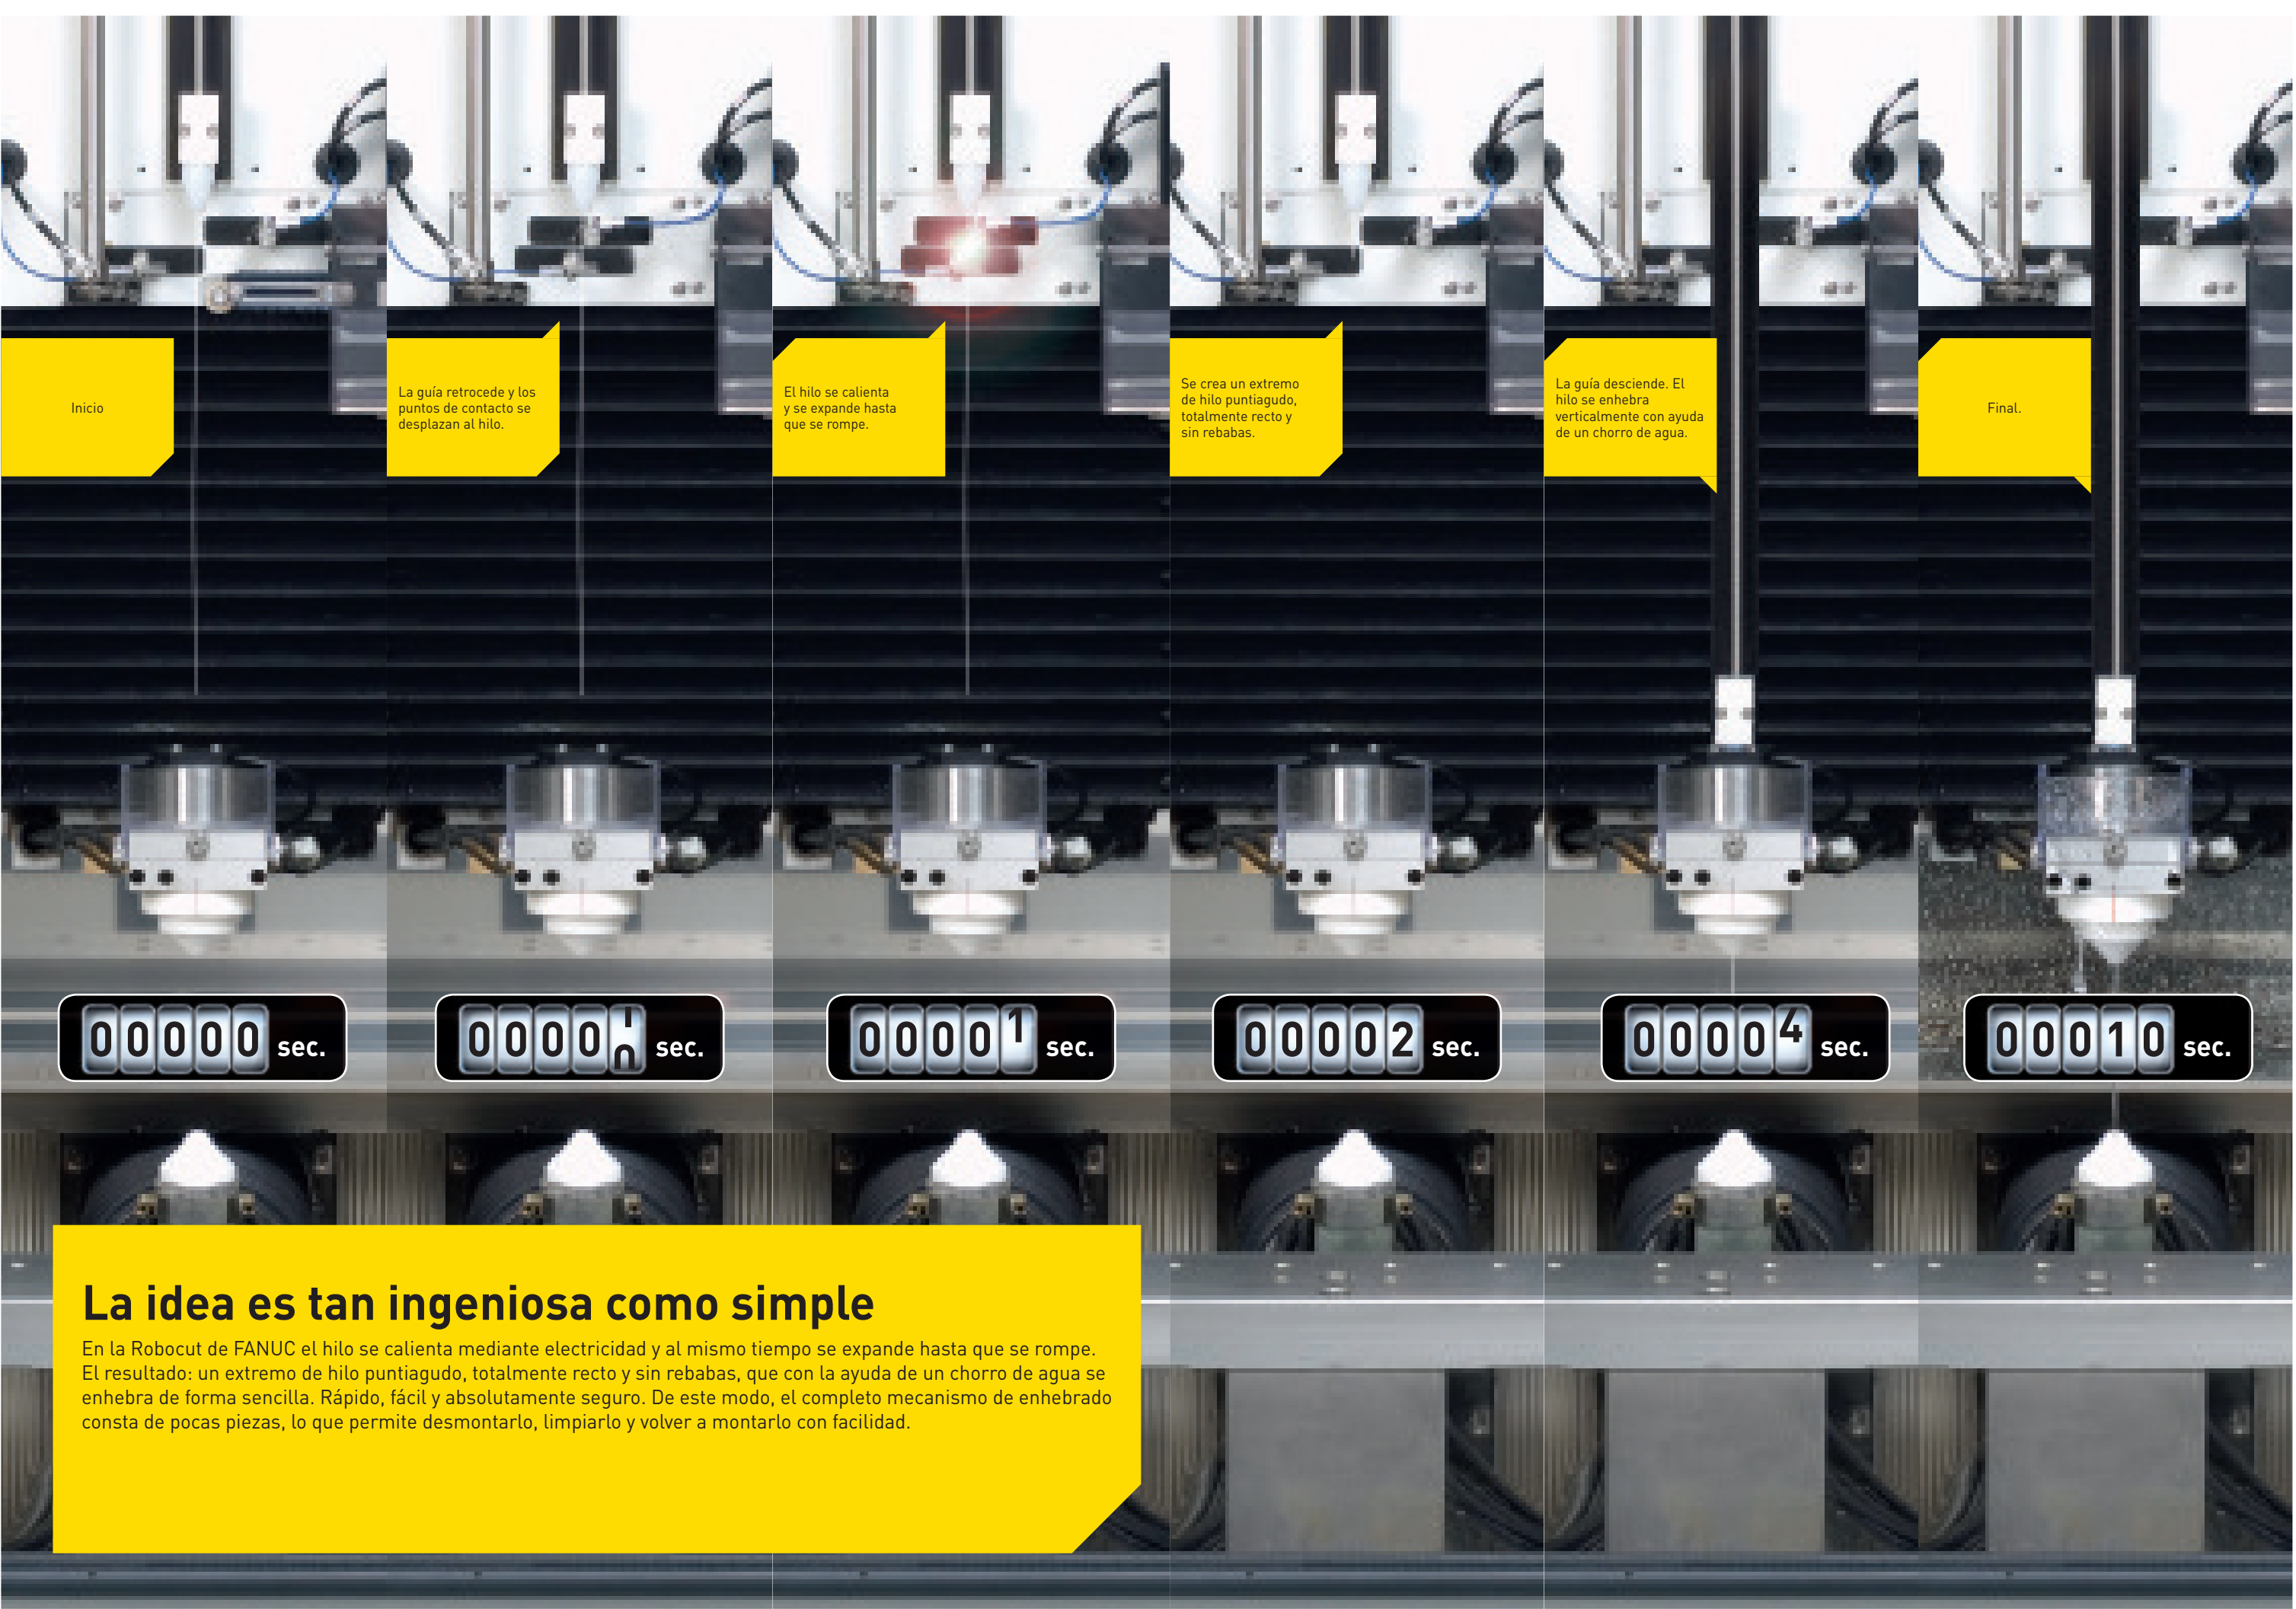 Inicio
La guía retrocede y los
puntos de contacto se
desplazan al hilo.
El hilo se calienta
y se expande hasta
que se rompe.
Se crea un extremo
de hilo puntiagudo,
totalmente recto y
sin rebabas.
La guía desciende. El
hilo se enhebra
verticalmente con ayuda
de un chorro de agua.
Final.
00000 sec.
00001 0 sec.
00001 sec.
00002 sec.
00004 sec.
00010 sec.
La idea es tan ingeniosa como simple
En la Robocut de FANUC el hilo se calienta mediante electricidad y al mismo tiempo se expande hasta que se rompe.
El resultado: un extremo de hilo puntiagudo, totalmente recto y sin rebabas, que con la ayuda de un chorro de agua se
enhebra de forma sencilla. Rápido, fácil y absolutamente seguro. De este modo, el completo mecanismo de enhebrado
consta de pocas piezas, lo que permite desmontarlo, limpiarlo y volver a montarlo con facilidad.